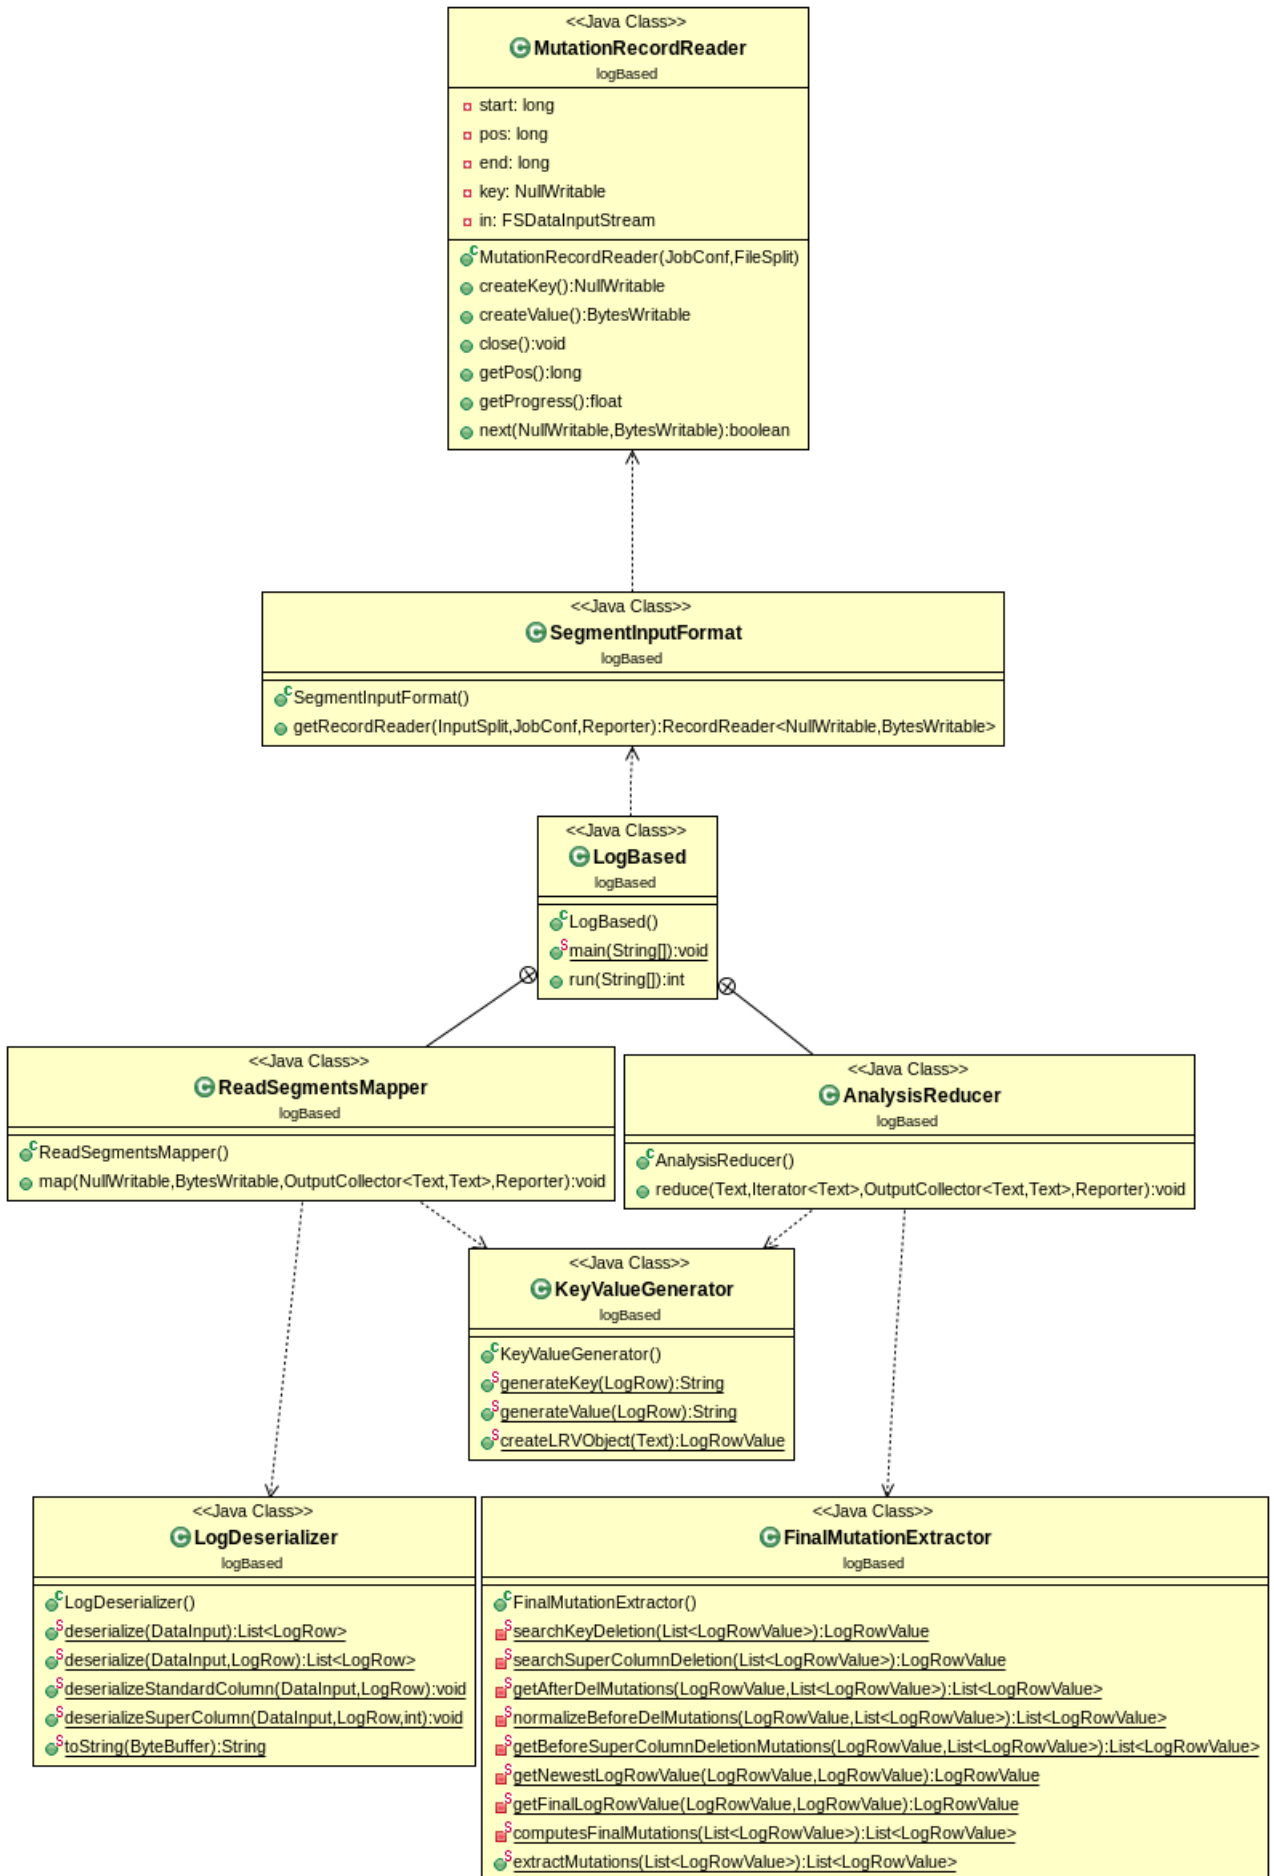 <<Java Class>>
MutationRecordReader
logBased
start: long
pos: long
end: long
key: NullWritable
in: FSDataInputStream
MutationRecordReader(JobConf,FileSplit)
createKey():NullWritable
createValue():BytesWritable
close():void
getPos():long
getProgress():float
next(NullWritable,BytesWritable):boolean
<<Java Class>>
SegmentInputFormat
logBased
SegmentInputFormat()
getRecordReader(InputSplit,JobConf,Reporter):RecordReader<NullWritable,BytesWritable>
<<Java Class>>
LogBased
logBased
LogBased()
main(String[]):void
run(String[]):int
<<Java Class>>
ReadSegmentsMapper
logBased
ReadSegmentsMapper()
map(NullWritable,BytesWritable,OutputCollector<Text,Text>,Reporter):void
<<Java Class>>
AnalysisReducer
logBased
AnalysisReducer()
reduce(Text,Iterator<Text>,OutputCollector<Text,Text>,Reporter):void
<<Java Class>>
KeyValueGenerator
logBased
KeyValueGenerator()
generateKey(LogRow):String
generateValue(LogRow):String
createLRVObject(Text):LogRowValue
<<Java Class>>
LogDeserializer
logBased
LogDeserializer()
deserialize(DataInput):List<LogRow>
deserialize(DataInput,LogRow):List<LogRow>
deserializeStandardColumn(DataInput,LogRow):void
deserializeSuperColumn(DataInput,LogRow,int):void
toString(ByteBuffer):String
<<Java Class>>
FinalMutationExtractor
logBased
FinalMutationExtractor()
searchKeyDeletion(List<LogRowValue>):LogRowValue
searchSuperColumnDeletion(List<LogRowValue>):LogRowValue
getAfterDelMutations(LogRowValue,List<LogRowValue>):List<LogRowValue>
normalizeBeforeDelMutations(LogRowValue,List<LogRowValue>):List<LogRowValue>
getBeforeSuperColumnDeletionMutations(LogRowValue,List<LogRowValue>):List<LogRowValue>
getNewestLogRowValue(LogRowValue,LogRowValue):LogRowValue
getFinalLogRowValue(LogRowValue,LogRowValue):LogRowValue
computesFinalMutations(List<LogRowValue>):List<LogRowValue>
extractMutations(List<LogRowValue>):List<LogRowValue>